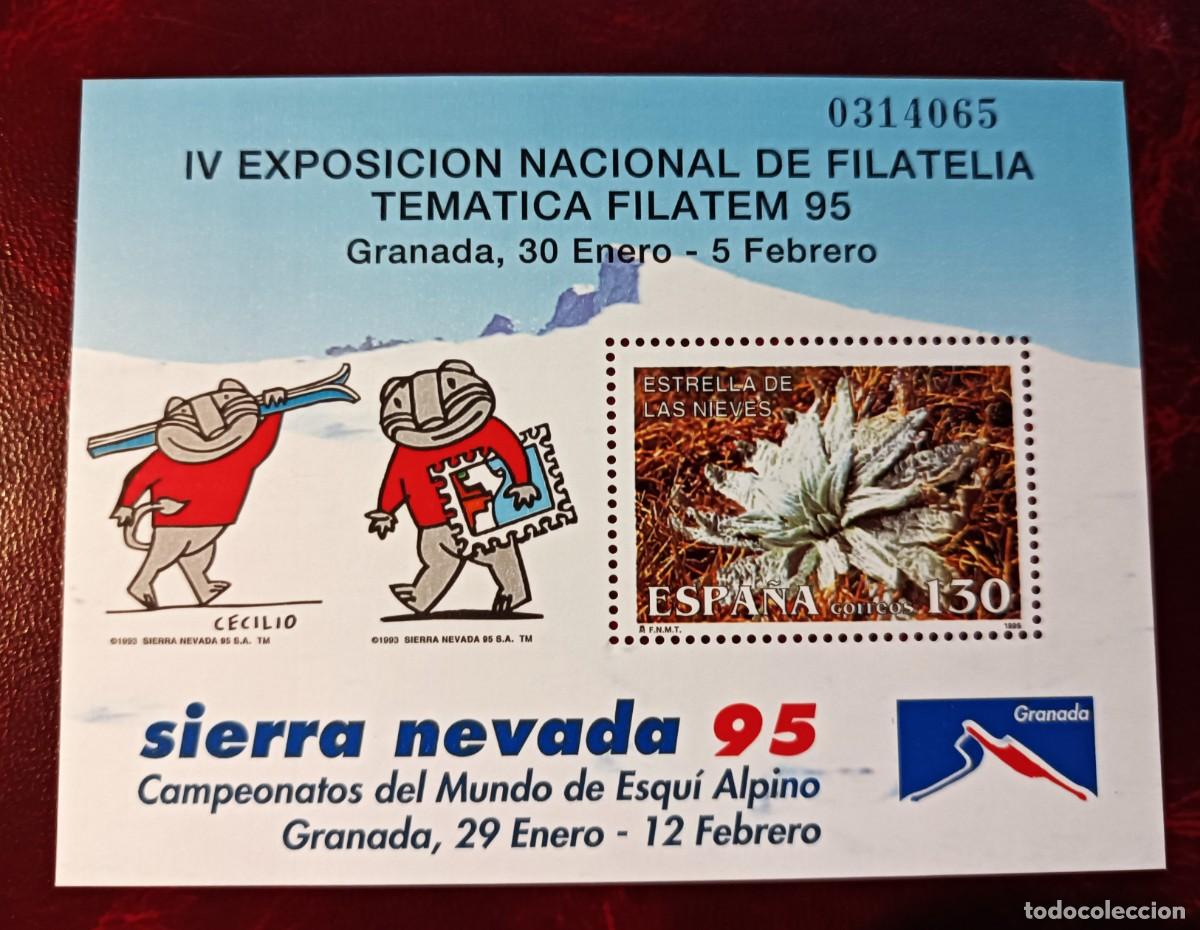 0314065
IV EXPOSICION NACIONAL DE FILATELIA
TEMATICA FILATEM 95
Granada, 30 Enero - 5 Febrero
ESTRELLA DE
LAS NIEVES
ESPAÑA correos 130
F.N.M.T. 1995
CECILIO
©1993 SIERRA NEVADA 95 S.A. TM
©1993 SIERRA NEVADA 95 S.A. TM
sierra nevada 95
Campeonatos del Mundo de Esquí Alpino
Granada, 29 Enero - 12 Febrero
Granada
todocoleccion